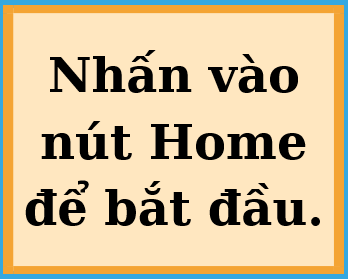 Nhấn vào
nút Home
để bắt đầu.